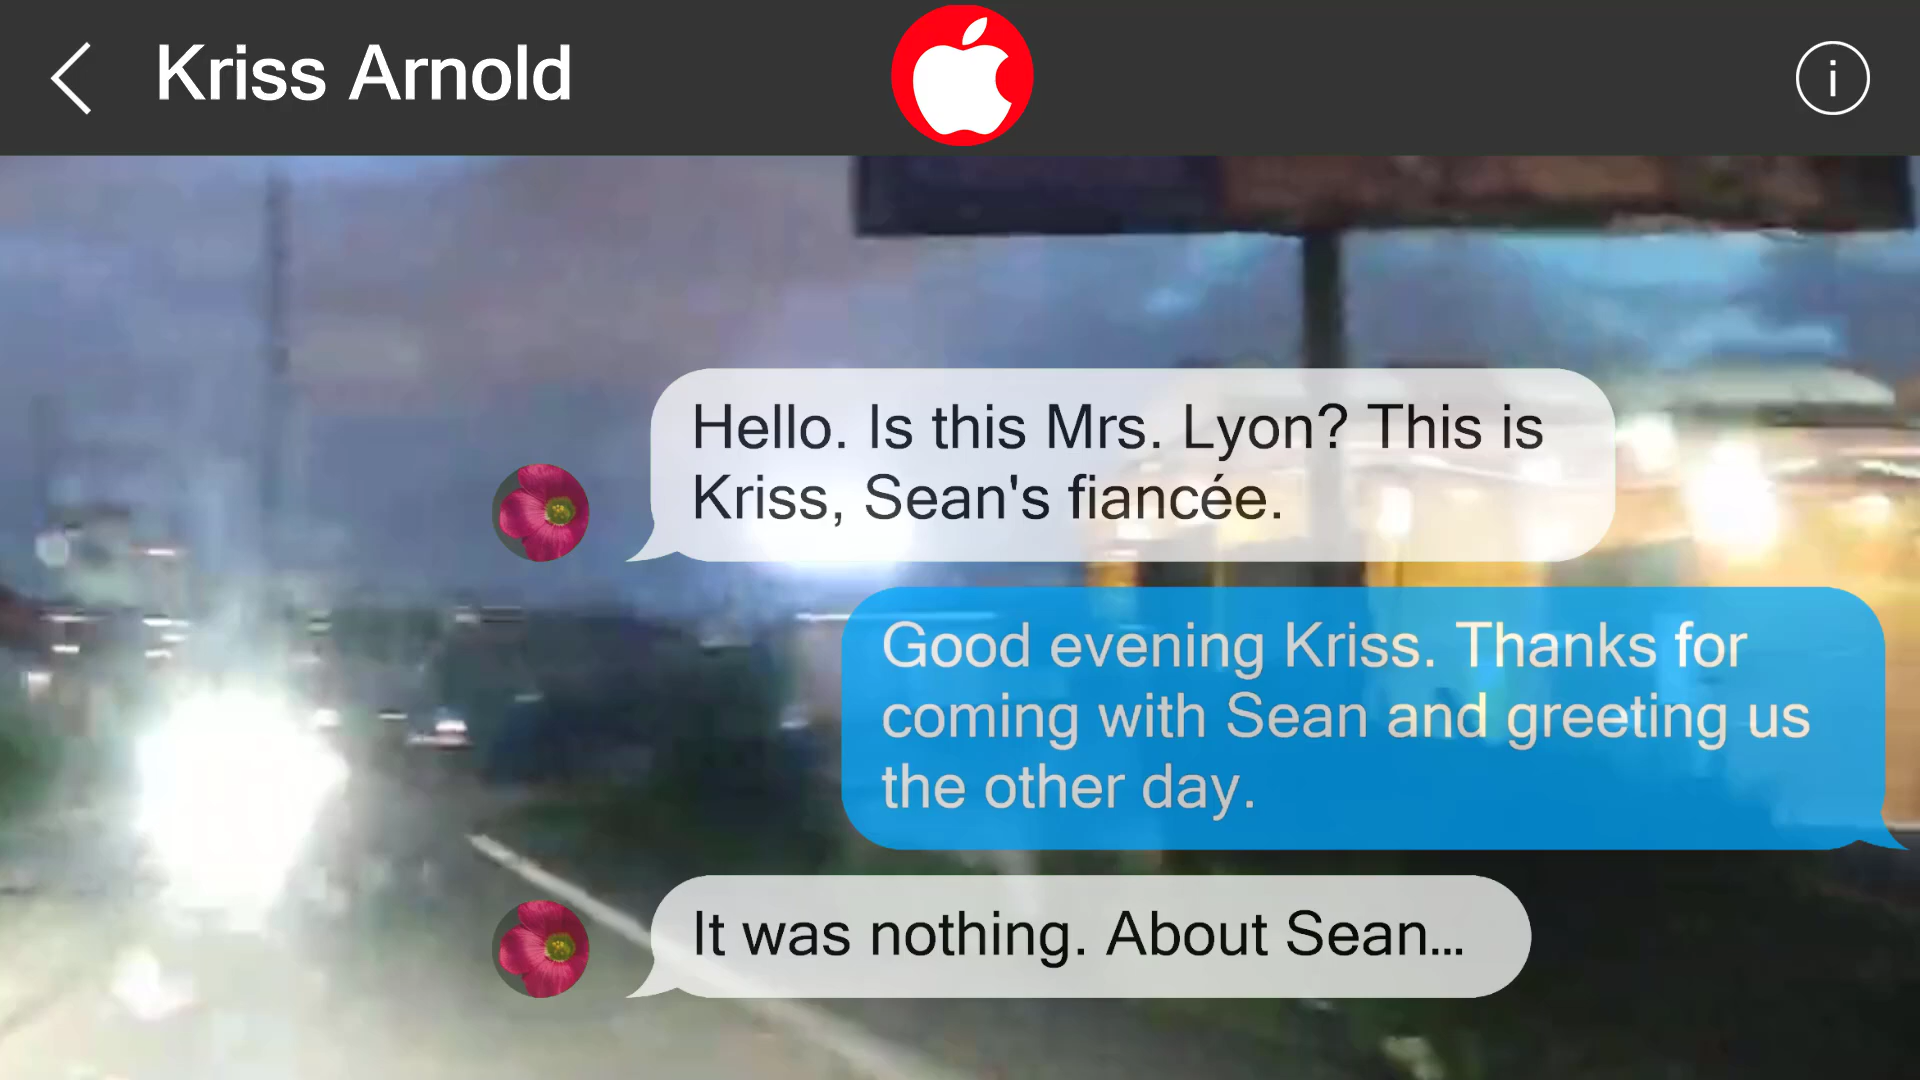 Kriss Arnold
i
Hello. Is this Mrs. Lyon? This is
Kriss, Sean's fiancée.
Good evening Kriss. Thanks for
coming with Sean and greeting us
the other day.
It was nothing. About Sean...